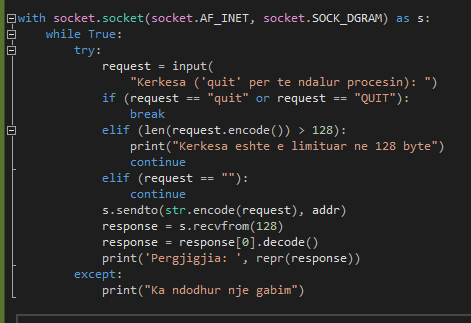 with socket.socket(socket.AF_INET, socket.SOCK_DGRAM) as s:
    while True:
        try:
            request = input(
                "Kerkesa ('quit' per te ndalur procesin): ")
            if (request == "quit" or request == "QUIT"):
                break
            elif (len(request.encode()) > 128):
                print("Kerkesa eshte e limituar ne 128 byte")
                continue
            elif (request == ""):
                continue
            s.sendto(str.encode(request), addr)
            response = s.recvfrom(128)
            response = response[0].decode()
            print('Pergjigjia: ', repr(response))
        except:
            print("Ka ndodhur nje gabim")